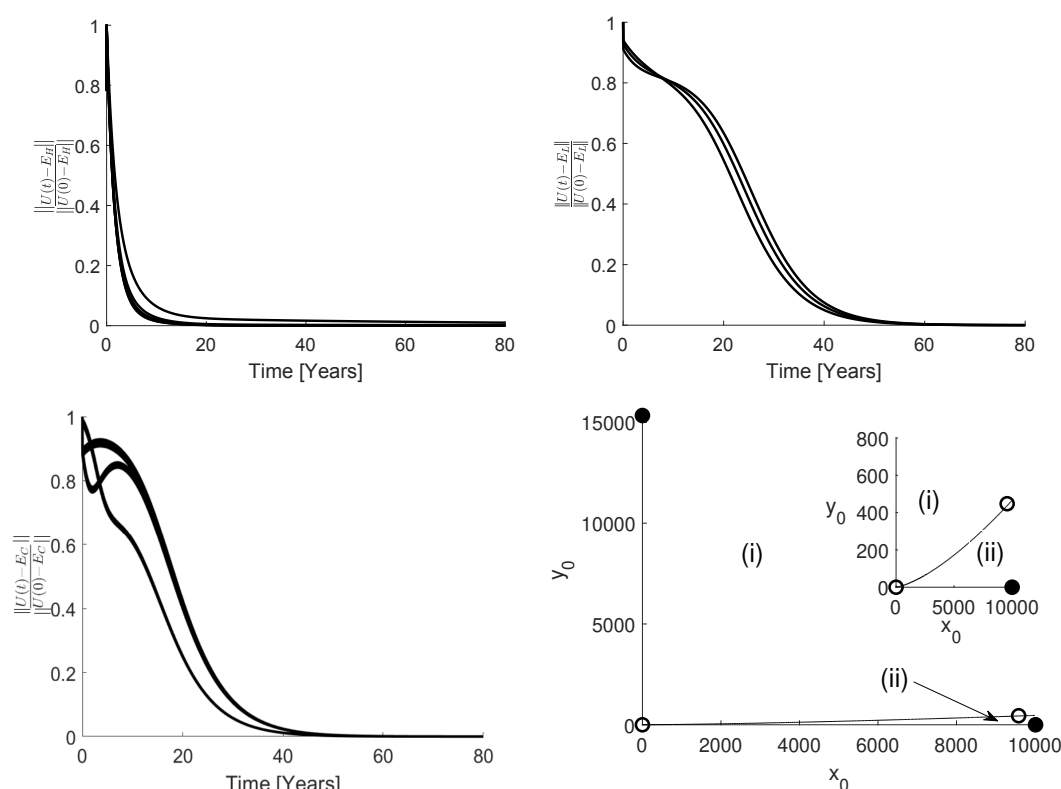 1
0.8
0.6
0.4
0.2
0
||U(t)−E_H||
||U(0)−E_H||
0 20 40 60 80
Time [Years]
1
0.8
0.6
0.4
0.2
0
||U(t)−E_L||
||U(0)−E_L||
0 20 40 60 80
Time [Years]
1
0.8
0.6
0.4
0.2
0
||U(t)−E_C||
||U(0)−E_C||
0 20 40 60 80
Time [Years]
15000
10000
5000
0
y_0
(i)
(ii)
0 2000 4000 6000 8000 10000
x_0
800
600
400
200
0
y_0
(i)
(ii)
0 5000 10000
x_0